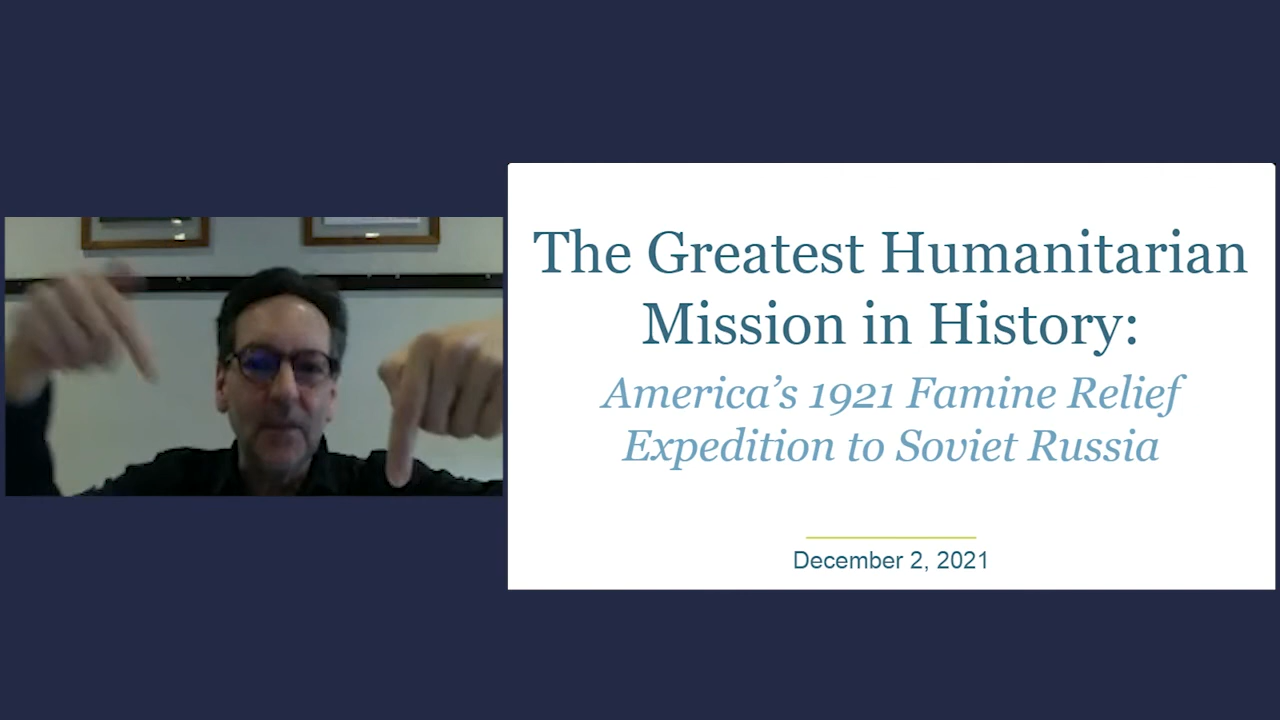 The Greatest Humanitarian
Mission in History:
America's 1921 Famine Relief
Expedition to Soviet Russia
December 2, 2021